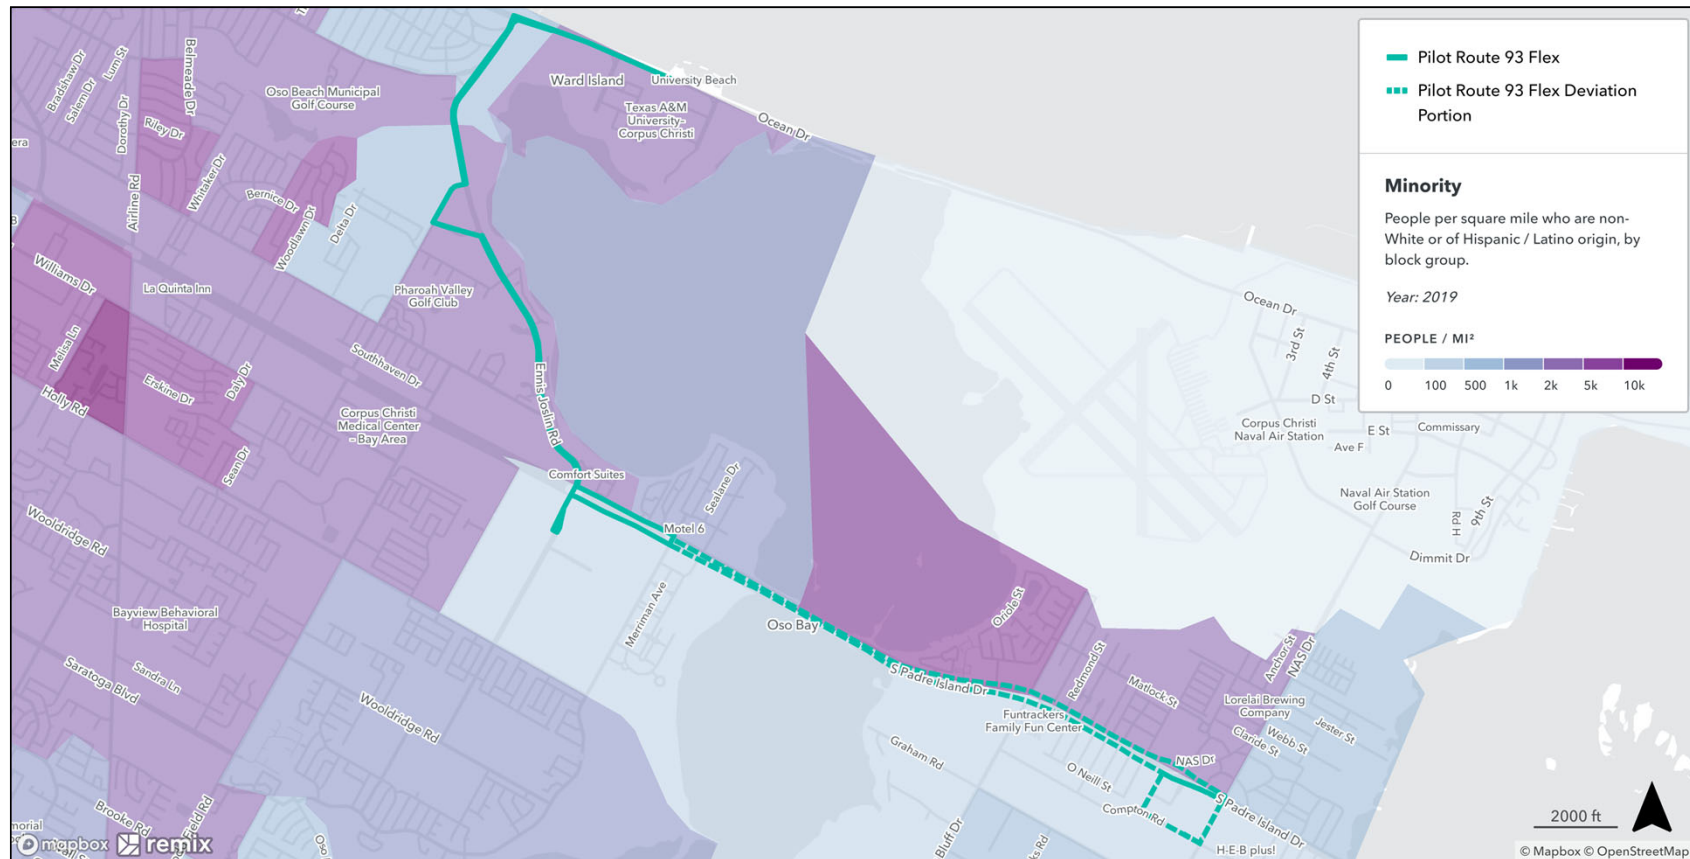 Pilot Route 93 Flex
Pilot Route 93 Flex Deviation
Portion
Minority
People per square mile who are non-
White or of Hispanic / Latino origin, by
block group.
Year: 2019
PEOPLE / MI²
0 100 500 1k 2k 5k 10k
Bradshaw Dr
Salem Dr
Lum St
Belmeade Dr
Dorothy Dr
Riley Dr
Airline Rd
Whitaker Dr
Bernice Dr
Woodlawn Dr
Delta Dr
Oso Beach Municipal
Golf Course
Ward Island
University Beach
Texas A&M
University-
Corpus Christi
Ocean Dr
Williams Dr
La Quinta Inn
Pharoah Valley
Golf Club
Melisa Ln
Erskine Dr
Daly Dr
Holly Rd
Sean Dr
Southhaven Dr
Corpus Christi
Medical Center
- Bay Area
Ennis Joslin Rd
Comfort Suites
Sealane Dr
Motel 6
Merriman Ave
Oso Bay
Wooldridge Rd
Bayview Behavioral
Hospital
Saratoga Blvd
Sandra Ln
Wooldridge Rd
Brooke Rd
Field Rd
Oso
Ocean Dr
3rd St
4th St
D St
Corpus Christi
Naval Air Station
E St
Ave F
Commissary
Naval Air Station
Golf Course
Rd H
9th St
Dimmit Dr
Oriole St
S Padre Island Dr
Redmond St
Matlock St
Anchor St
NAS Dr
Lorelai Brewing
Company
Webb St
Jester St
Claride St
Funtrackers
Family Fun Center
NAS Dr
Graham Rd
O Neill St
Compton Rd
S Padre Island Dr
Bluff Dr
H-E-B plus!
mapbox remix
2000 ft
© Mapbox © OpenStreetMap